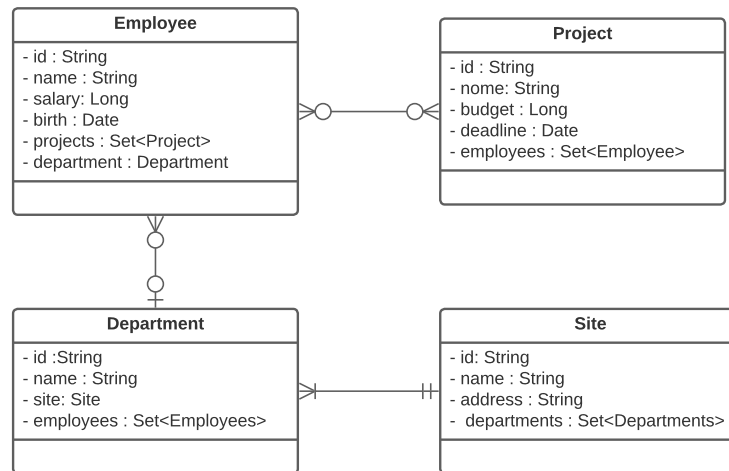 Employee
- id : String
- name : String
- salary: Long
- birth : Date
- projects : Set<Project>
- department : Department
Project
- id : String
- nome: String
- budget : Long
- deadline : Date
- employees : Set<Employee>
Department
- id :String
- name : String
- site: Site
- employees : Set<Employees>
Site
- id: String
- name : String
- address : String
-  departments : Set<Departments>